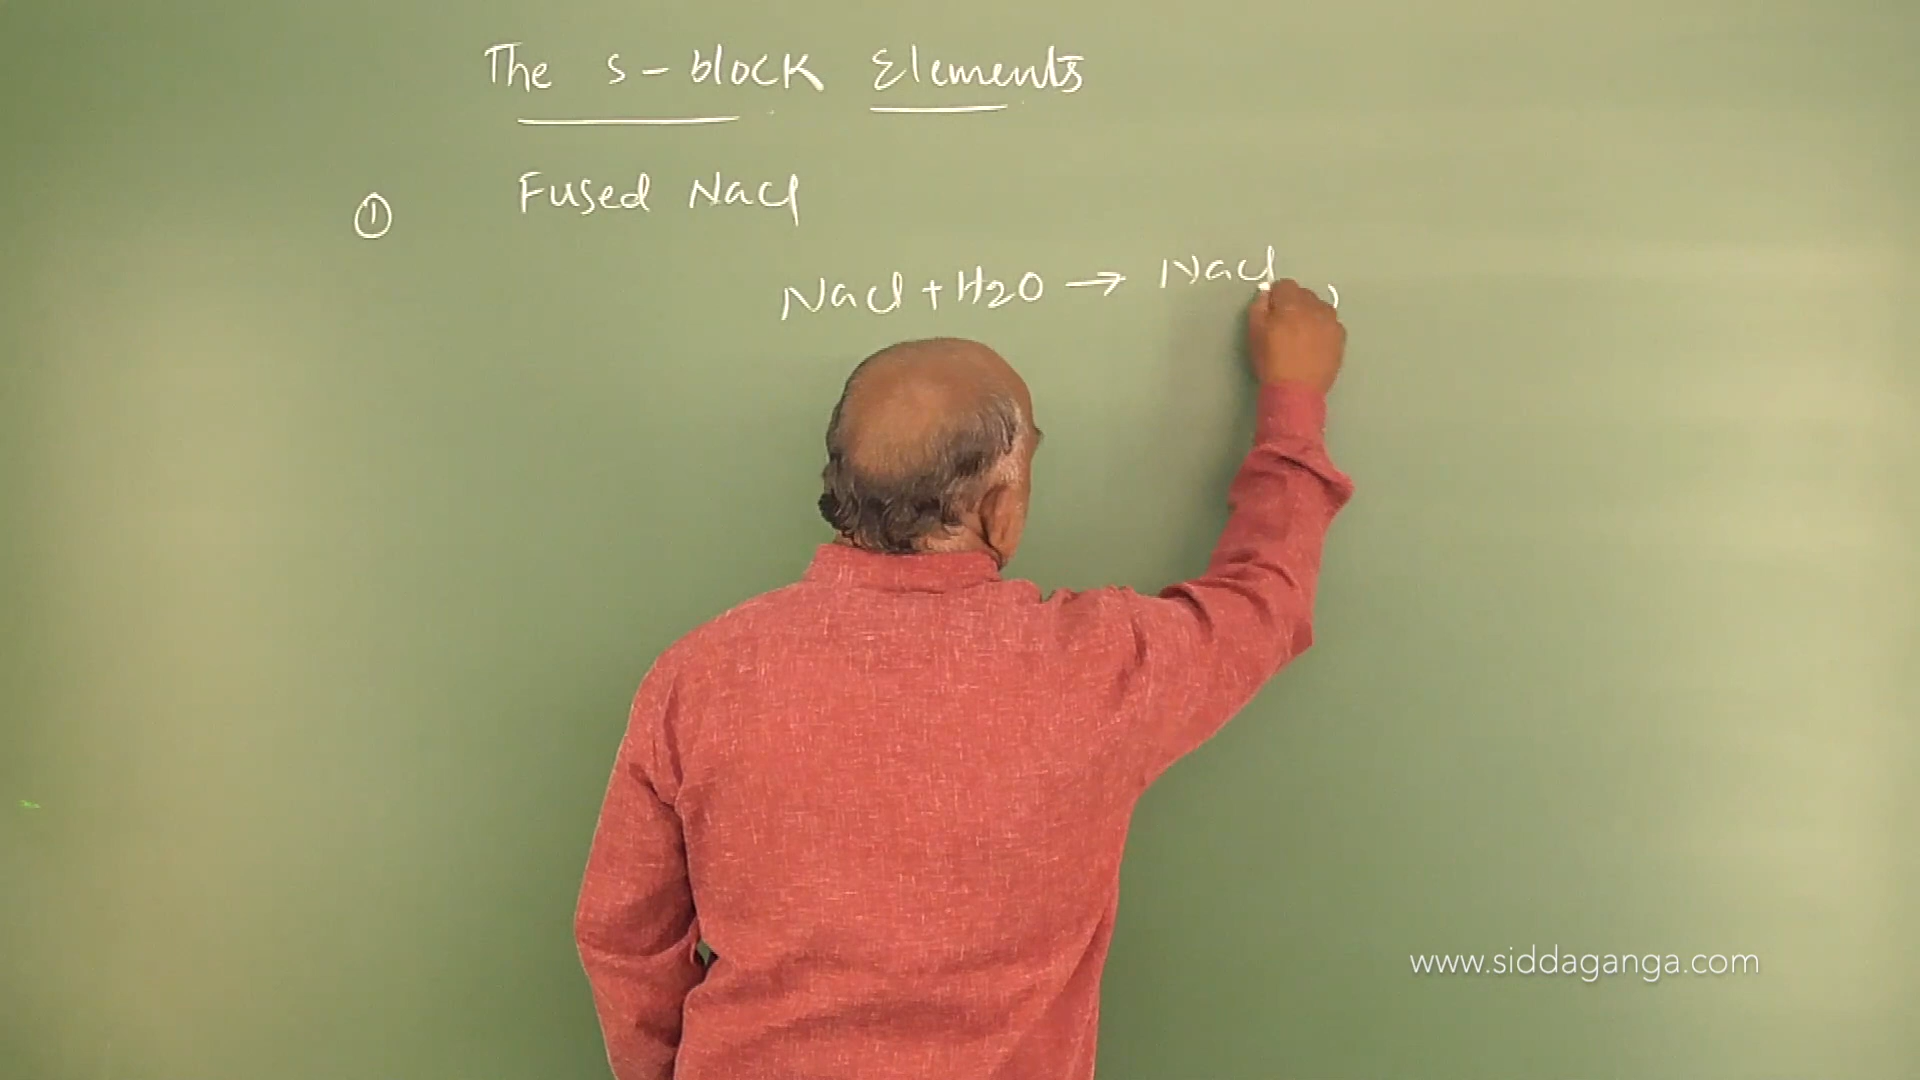 The s-block Elements
① Fused NaCl
NaCl + H2O → NaCl
www.siddaganga.com